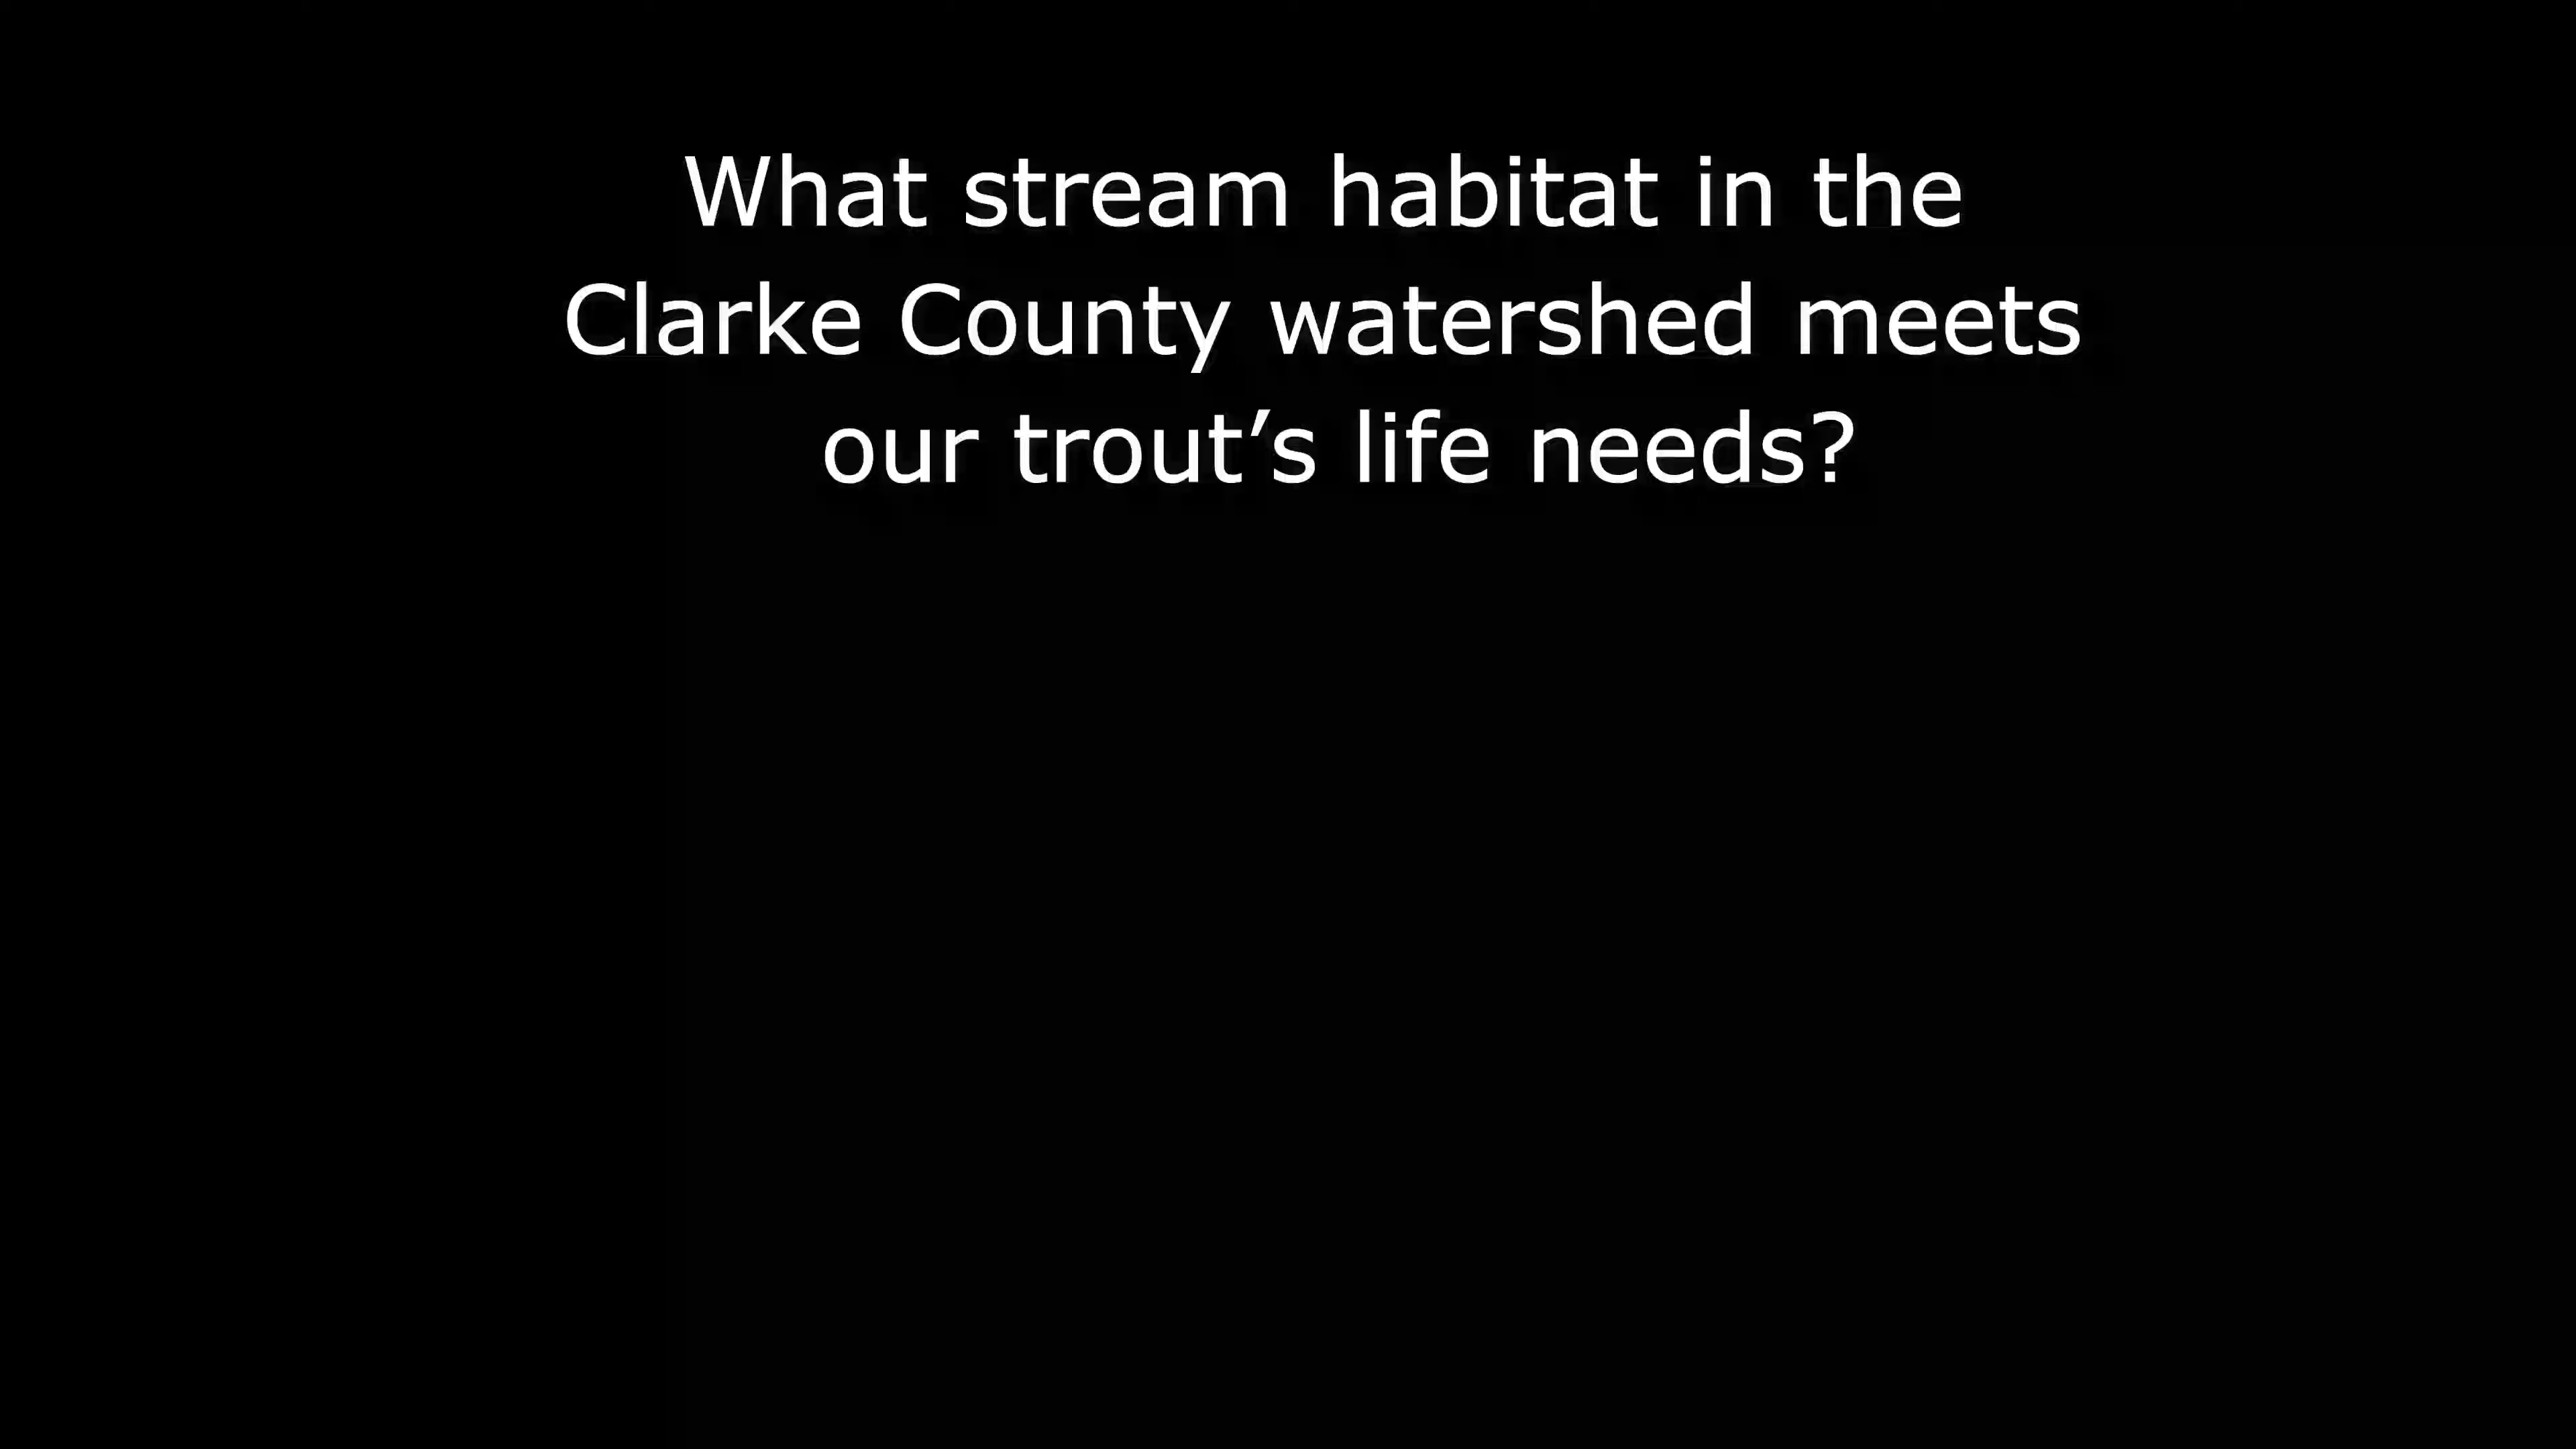 What stream habitat in the
Clarke County watershed meets
our trout’s life needs?